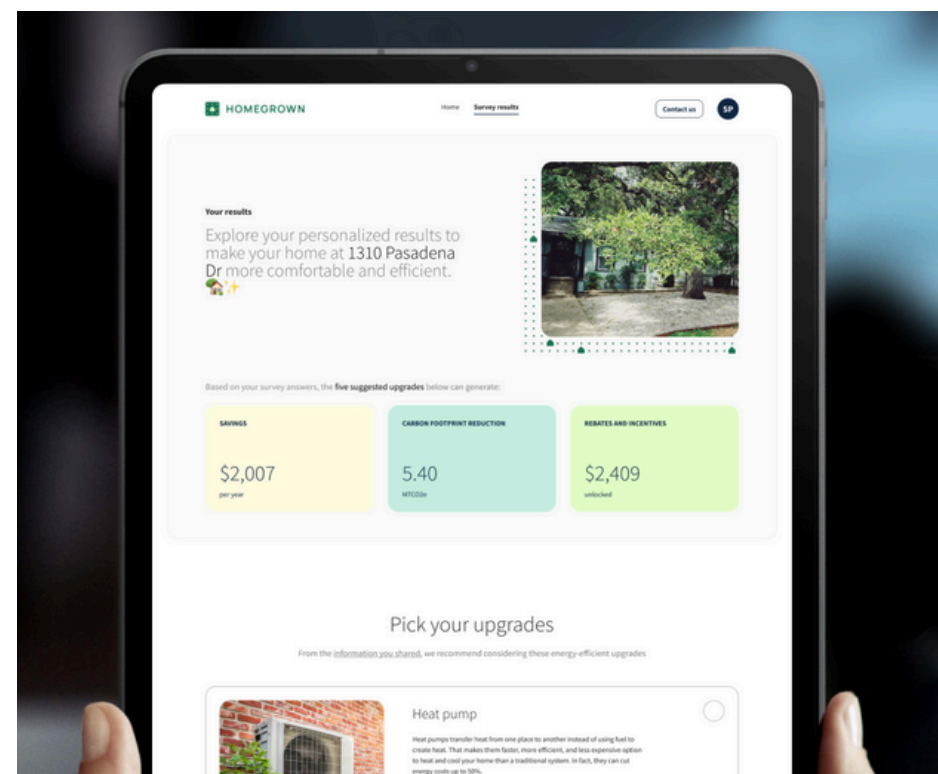 HOMEGROWN
Home
Survey results
Contact us
SP
Your results
Explore your personalized results to
make your home at 1310 Pasadena
Dr more comfortable and efficient.
🏡✨
Based on your survey answers, the five suggested upgrades below can generate:
SAVINGS
$2,007
per year
CARBON FOOTPRINT REDUCTION
5.40
MTCO2e
REBATES AND INCENTIVES
$2,409
unlocked
Pick your upgrades
From the information you shared, we recommend considering these energy-efficient upgrades
Heat pump
Heat pumps transfer heat from one place to another instead of using fuel to
create heat. That makes them faster, more efficient, and less expensive option
to heat and cool your home than a traditional system. In fact, they can cut
energy costs up to 50%.